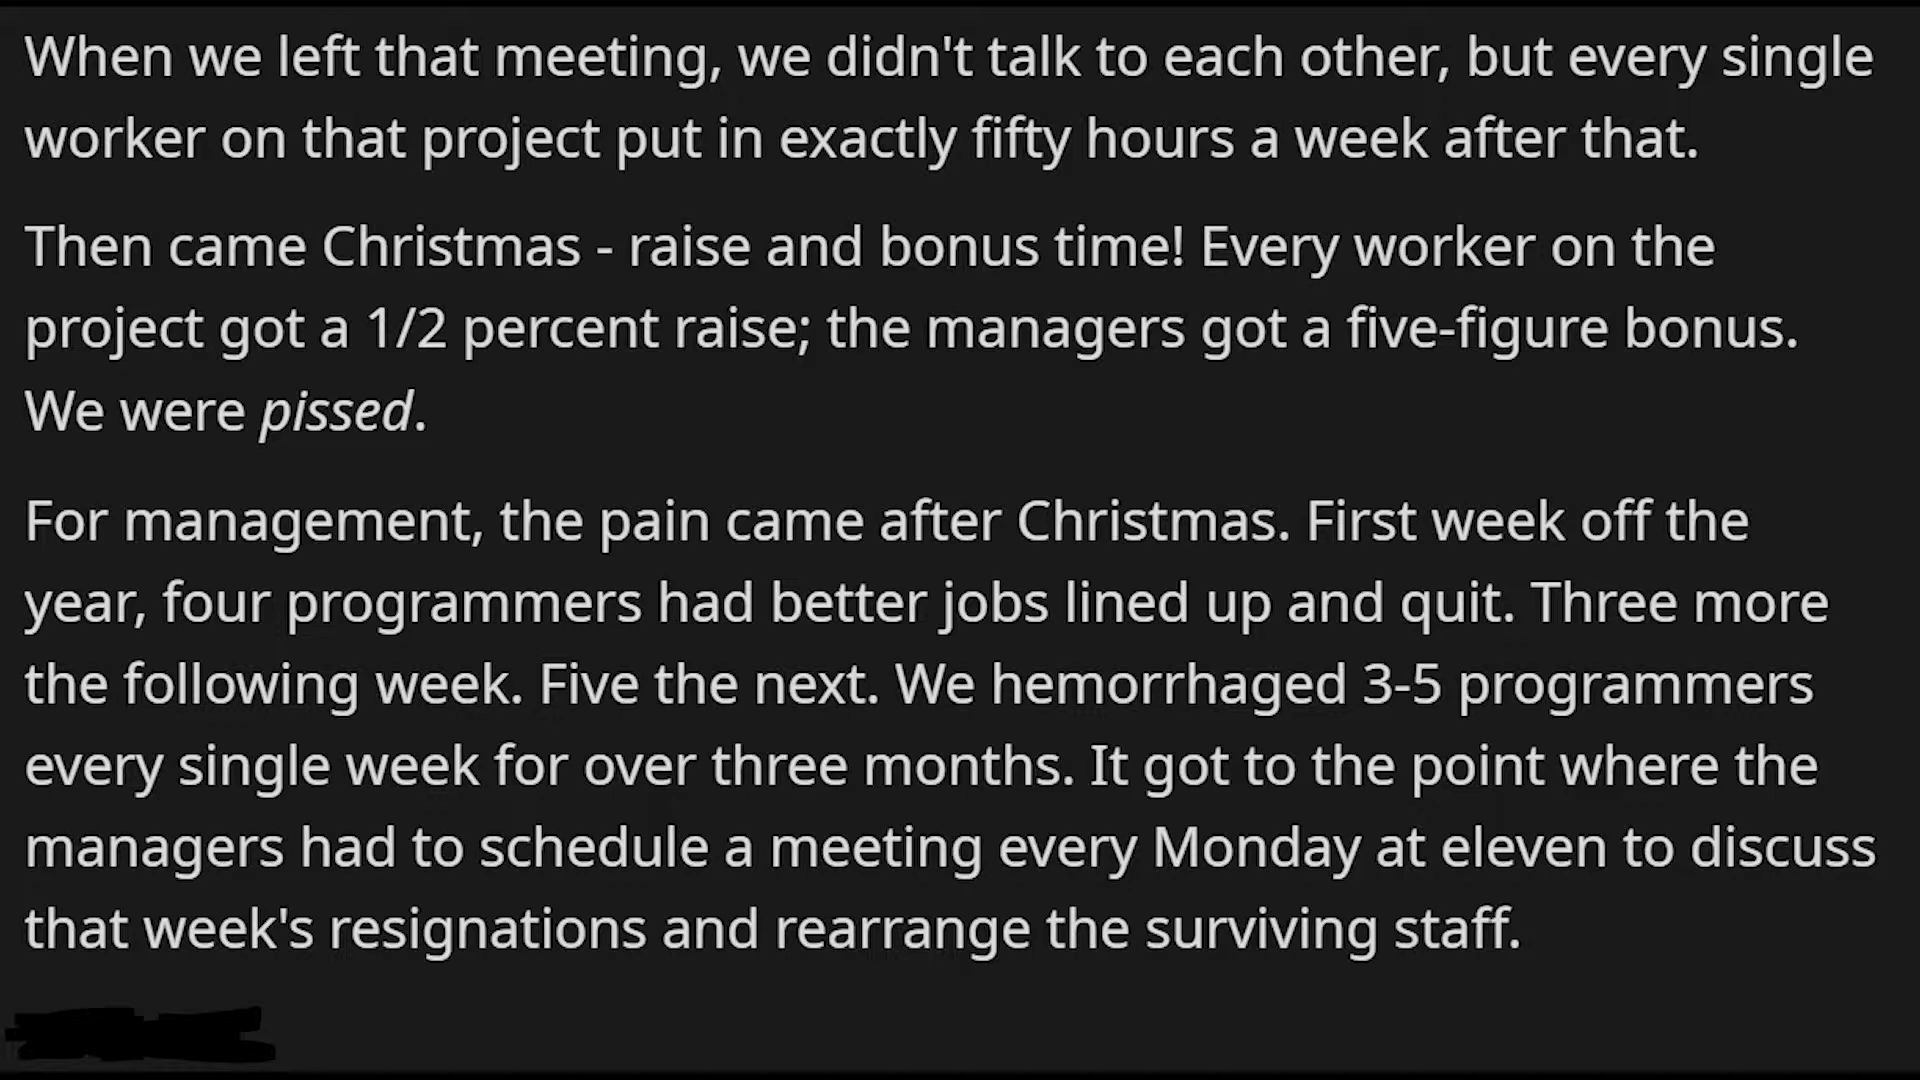 When we left that meeting, we didn't talk to each other, but every single
worker on that project put in exactly fifty hours a week after that.
Then came Christmas - raise and bonus time! Every worker on the
project got a 1/2 percent raise; the managers got a five-figure bonus.
We were pissed.
For management, the pain came after Christmas. First week off the
year, four programmers had better jobs lined up and quit. Three more
the following week. Five the next. We hemorrhaged 3-5 programmers
every single week for over three months. It got to the point where the
managers had to schedule a meeting every Monday at eleven to discuss
that week's resignations and rearrange the surviving staff.